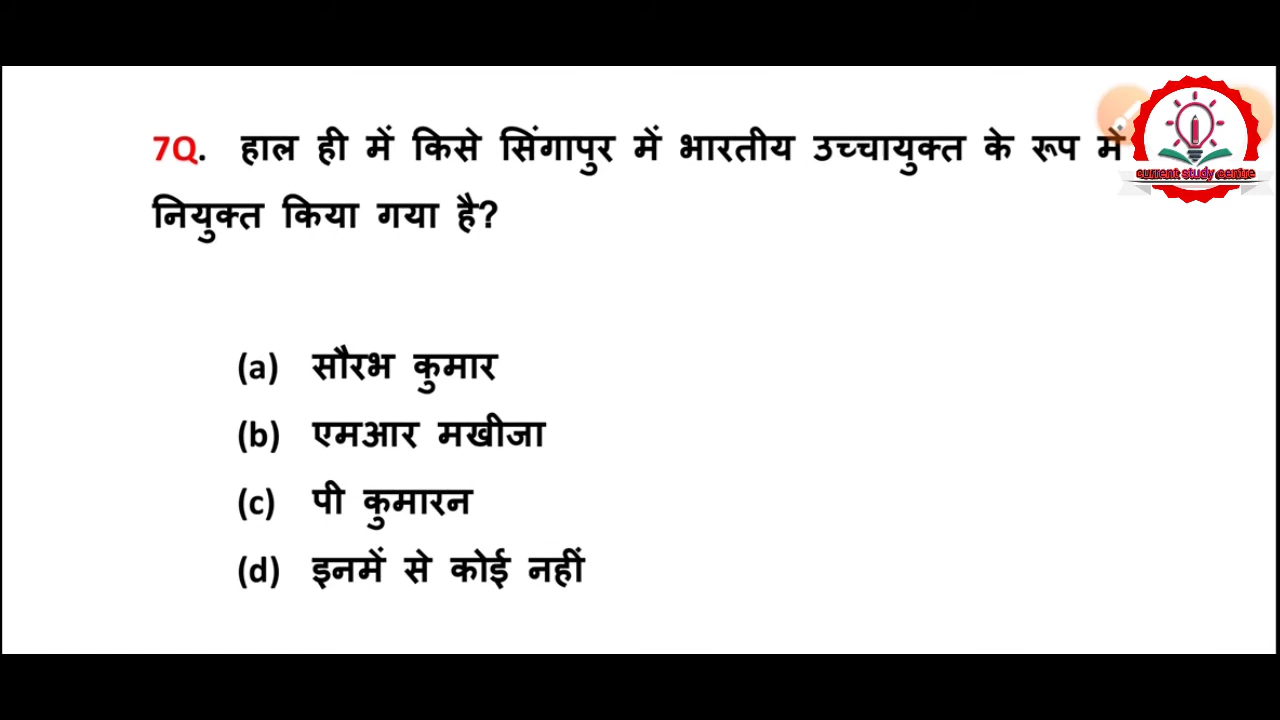 7Q. हाल ही में किसे सिंगापुर में भारतीय उच्चायुक्त के रूप में
नियुक्त किया गया है?
current study centre
(a) सौरभ कुमार
(b) एमआर मखीजा
(c) पी कुमारन
(d) इनमें से कोई नहीं